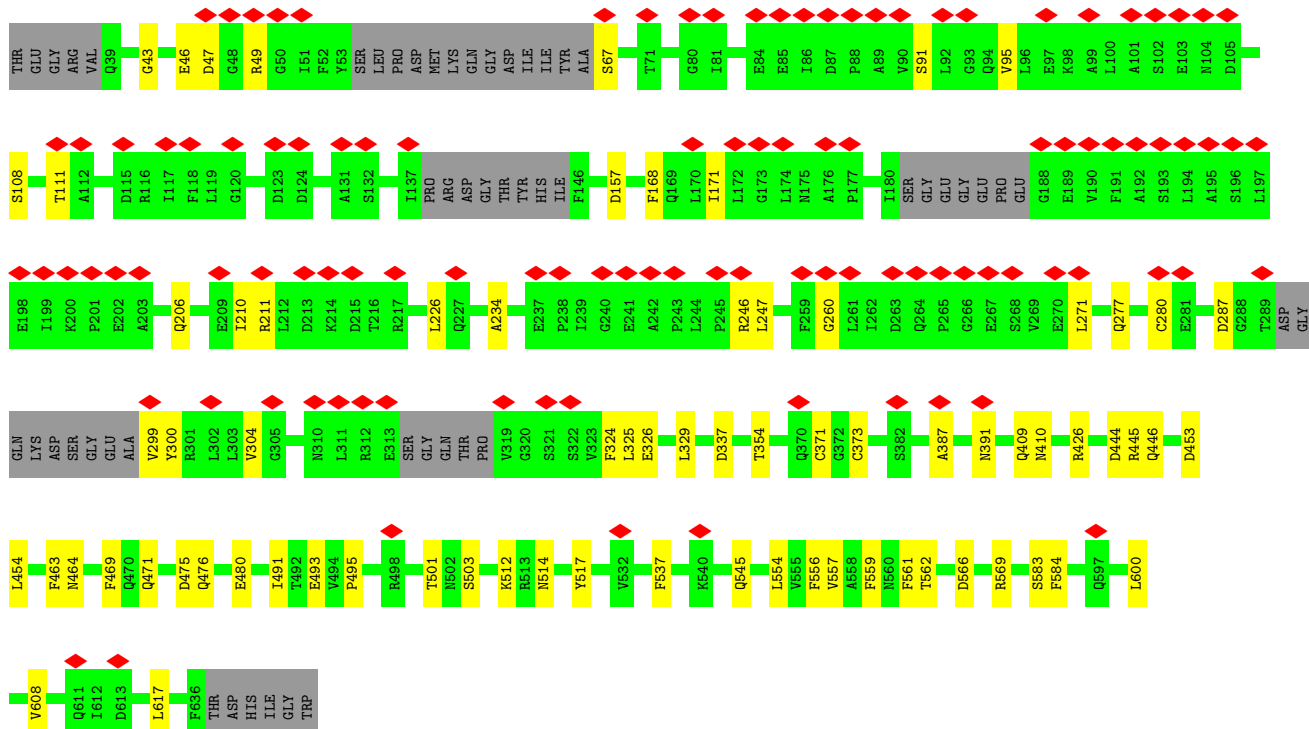 THR GLU GLY ARG VAL Q39 G43 E46 D47 G48 R49 G50 I51 F52 Y53 SER LEU PRO ASP MET LYS GLN GLY ASP ILE ILE TYR ALA S67 T71 G80 I81 E84 E85 I86 D87 P88 A89 V90 S91 L92 G93 Q94 V95 L96 E97 K98 A99 L100 A101 S102 E103 N104 D105
S108 T111 A112 D115 R116 I117 F118 L119 G120 D123 D124 A131 S132 I137 PRO ARG ASP GLY THR TYR HIS ILE F146 D157 F168 Q169 L170 I171 L172 G173 L174 N175 A176 P177 I180 SER GLY GLU GLY GLU PRO GLU G188 E189 V190 F191 A192 S193 L194 A195 S196 L197
E198 I199 K200 P201 E202 A203 Q206 E209 I210 R211 L212 D213 K214 D215 T216 R217 L226 Q227 A234 E237 P238 I239 G240 E241 A242 P243 L244 P245 R246 L247 F259 G260 L261 I262 D263 Q264 P265 G266 E267 S268 V269 E270 L271 Q277 C280 E281 D287 G288 T289 ASP GLY
GLN LYS ASP SER GLY GLU ALA V299 Y300 R301 L302 L303 V304 G305 N310 L311 R312 E313 SER GLY GLN THR PRO V319 G320 S321 S322 V323 F324 L325 E326 L329 D337 T354 Q370 C371 G372 C373 S382 A387 N391 Q409 N410 R426 D444 R445 Q446 D453
L454 F463 N464 F469 Q470 Q471 D475 Q476 E480 I491 T492 E493 V494 P495 R498 T501 N502 S503 K512 R513 N514 Y517 V532 F537 K540 Q545 L554 V555 F556 V557 A558 F559 N560 F561 T562 D566 R569 S583 F584 Q597 L600
V608 Q611 I612 D613 L617 F636 THR ASP HIS ILE GLY TRP